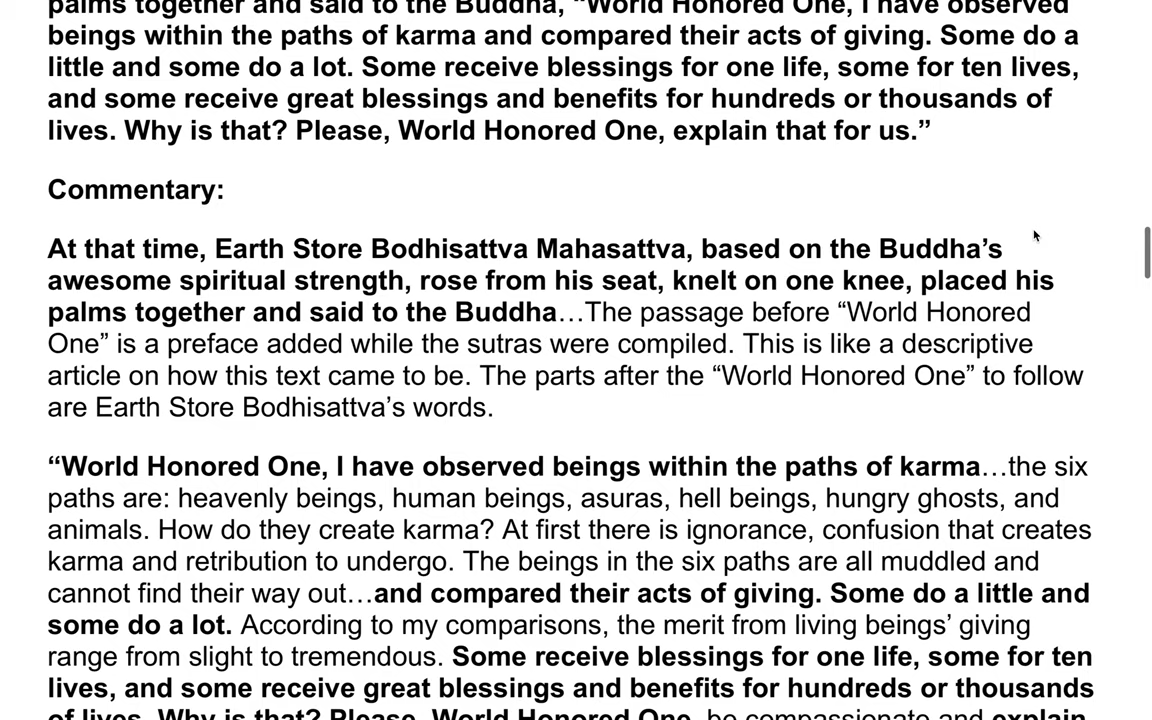 palms together and said to the Buddha, “World Honored One, I have observed
beings within the paths of karma and compared their acts of giving. Some do a
little and some do a lot. Some receive blessings for one life, some for ten lives,
and some receive great blessings and benefits for hundreds or thousands of
lives. Why is that? Please, World Honored One, explain that for us.”
Commentary:
At that time, Earth Store Bodhisattva Mahasattva, based on the Buddha’s
awesome spiritual strength, rose from his seat, knelt on one knee, placed his
palms together and said to the Buddha…The passage before “World Honored
One” is a preface added while the sutras were compiled. This is like a descriptive
article on how this text came to be. The parts after the “World Honored One” to follow
are Earth Store Bodhisattva’s words.
“World Honored One, I have observed beings within the paths of karma…the six
paths are: heavenly beings, human beings, asuras, hell beings, hungry ghosts, and
animals. How do they create karma? At first there is ignorance, confusion that creates
karma and retribution to undergo. The beings in the six paths are all muddled and
cannot find their way out…and compared their acts of giving. Some do a little and
some do a lot. According to my comparisons, the merit from living beings’ giving
range from slight to tremendous. Some receive blessings for one life, some for ten
lives, and some receive great blessings and benefits for hundreds or thousands
of lives. Why is that? Please, World Honored One, be compassionate and explain